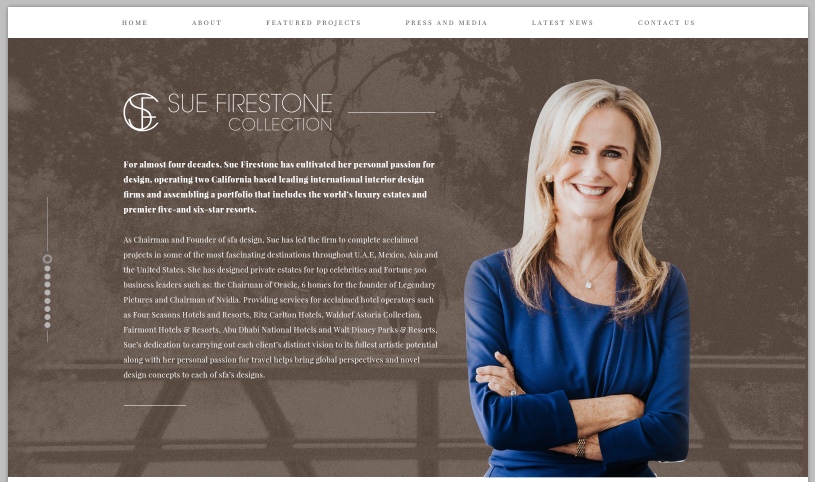 HOME ABOUT FEATURED PROJECTS PRESS AND MEDIA LATEST NEWS CONTACT US
SUE FIRESTONE
COLLECTION
For almost four decades, Sue Firestone has cultivated her personal passion for
design, operating two California based leading international interior design
firms and assembling a portfolio that includes the world's luxury estates and
premier five-and six-star resorts.
As Chairman and Founder of sfa design, Sue has led the firm to complete acclaimed
projects in some of the most fascinating destinations throughout U.A.E, Mexico, Asia and
the United States. She has designed private estates for top celebrities and Fortune 500
business leaders such as: the Chairman of Oracle, 6 homes for the founder of Legendary
Pictures and Chairman of Nvidia. Providing services for acclaimed hotel operators such
as Four Seasons Hotels and Resorts, Ritz Carlton Hotels, Waldorf Astoria Collection,
Fairmont Hotels & Resorts, Abu Dhabi National Hotels and Walt Disney Parks & Resorts,
Sue's dedication to carrying out each client's distinct vision to its fullest artistic potential
along with her personal passion for travel helps bring global perspectives and novel
design concepts to each of sfa's designs.